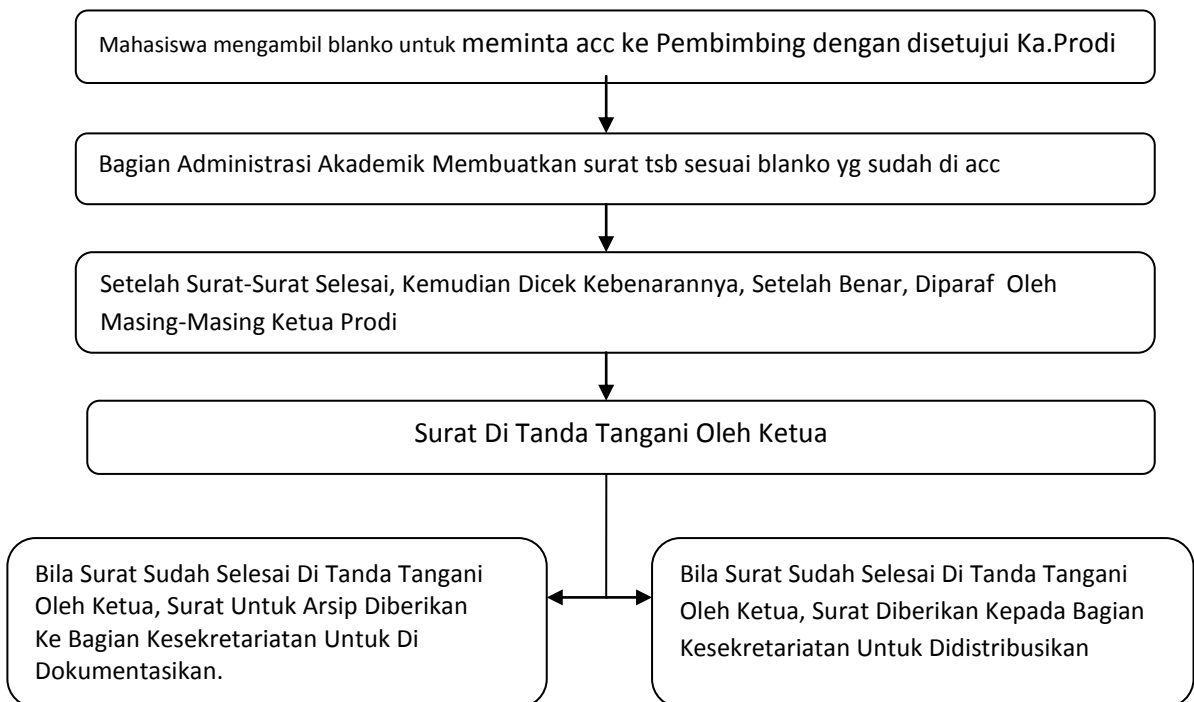 Mahasiswa mengambil blanko untuk meminta acc ke Pembimbing dengan disetujui Ka.Prodi
Bagian Administrasi Akademik Membuatkan surat tsb sesuai blanko yg sudah di acc
Setelah Surat-Surat Selesai, Kemudian Dicek Kebenarannya, Setelah Benar, Diparaf Oleh
Masing-Masing Ketua Prodi
Surat Di Tanda Tangani Oleh Ketua
Bila Surat Sudah Selesai Di Tanda Tangani
Oleh Ketua, Surat Untuk Arsip Diberikan
Ke Bagian Kesekretariatan Untuk Di
Dokumentasikan.
Bila Surat Sudah Selesai Di Tanda Tangani
Oleh Ketua, Surat Diberikan Kepada Bagian
Kesekretariatan Untuk Didistribusikan